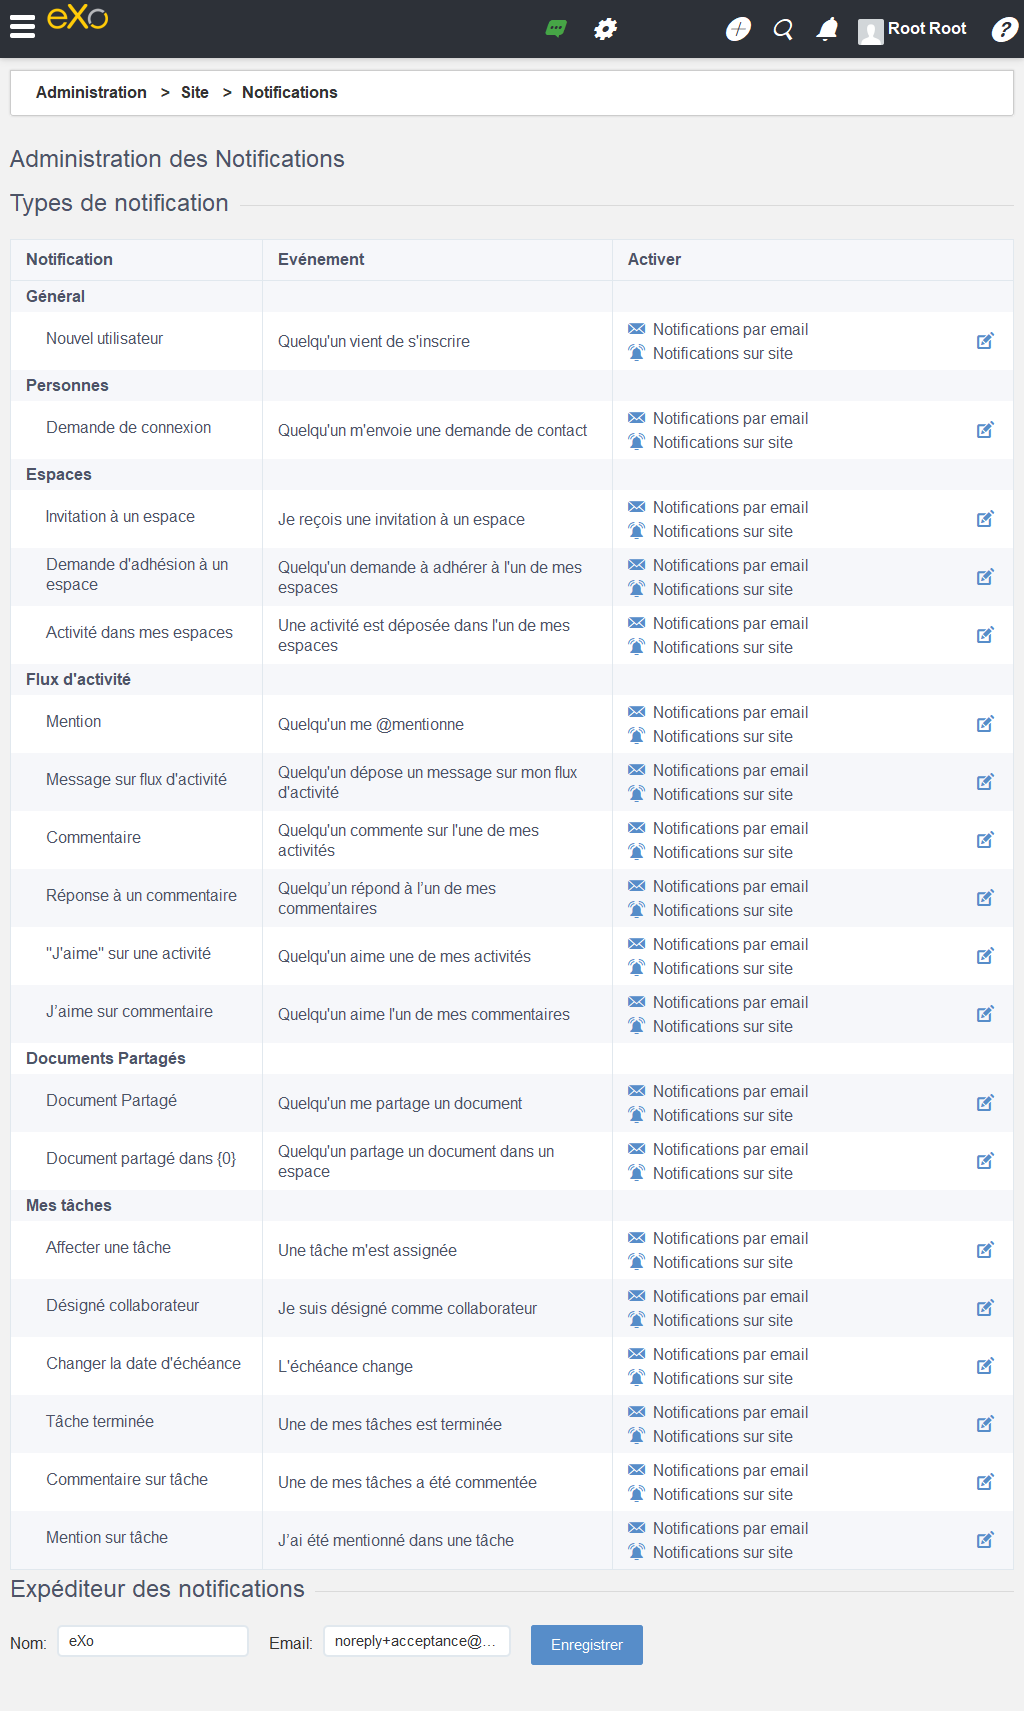 eXo
Root Root
?
Administration > Site > Notifications
Administration des Notifications
Types de notification
Notification Evénement Activer
Général
Nouvel utilisateur
Quelqu'un vient de s'inscrire
Notifications par email
Notifications sur site
Personnes
Demande de connexion
Quelqu'un m'envoie une demande de contact
Notifications par email
Notifications sur site
Espaces
Invitation à un espace
Je reçois une invitation à un espace
Notifications par email
Notifications sur site
Demande d'adhésion à un
espace
Quelqu'un demande à adhérer à l'un de mes
espaces
Notifications par email
Notifications sur site
Activité dans mes espaces
Une activité est déposée dans l'un de mes
espaces
Notifications par email
Notifications sur site
Flux d'activité
Mention
Quelqu'un me @mentionne
Notifications par email
Notifications sur site
Message sur flux d'activité
Quelqu'un dépose un message sur mon flux
d'activité
Notifications par email
Notifications sur site
Commentaire
Quelqu'un commente sur l'une de mes
activités
Notifications par email
Notifications sur site
Réponse à un commentaire
Quelqu’un répond à l’un de mes
commentaires
Notifications par email
Notifications sur site
"J'aime" sur une activité
Quelqu'un aime une de mes activités
Notifications par email
Notifications sur site
J’aime sur commentaire
Quelqu'un aime l'un de mes commentaires
Notifications par email
Notifications sur site
Documents Partagés
Document Partagé
Quelqu'un me partage un document
Notifications par email
Notifications sur site
Document partagé dans {0}
Quelqu'un partage un document dans un
espace
Notifications par email
Notifications sur site
Mes tâches
Affecter une tâche
Une tâche m'est assignée
Notifications par email
Notifications sur site
Désigné collaborateur
Je suis désigné comme collaborateur
Notifications par email
Notifications sur site
Changer la date d'échéance
L'échéance change
Notifications par email
Notifications sur site
Tâche terminée
Une de mes tâches est terminée
Notifications par email
Notifications sur site
Commentaire sur tâche
Une de mes tâches a été commentée
Notifications par email
Notifications sur site
Mention sur tâche
J’ai été mentionné dans une tâche
Notifications par email
Notifications sur site
Expéditeur des notifications
Nom: eXo Email: noreply+acceptance@... Enregistrer